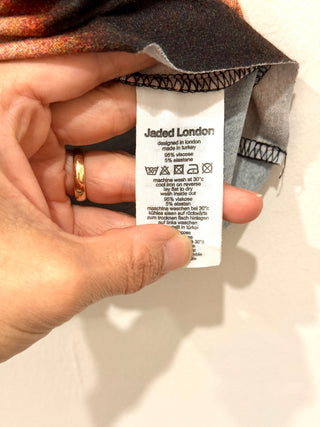 Jaded London
designed in london
made in turkey
95% viscose
5% elastane
machine wash at 30°c
cool iron on reverse
lay flat to dry
wash inside out
95% viskose
5% elastan
maschine waschen bei 30°c
kühles eisen auf rückwärts
zum trocknen flach hinlegen
auf links waschen
in türkei